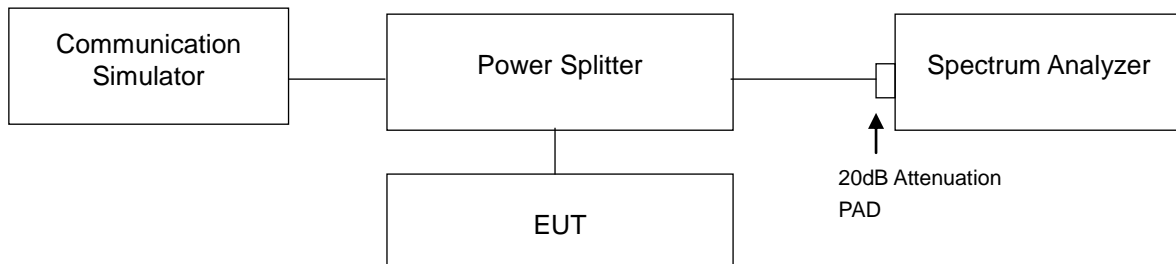 Communication
Simulator
Power Splitter
Spectrum Analyzer
20dB Attenuation
PAD
EUT